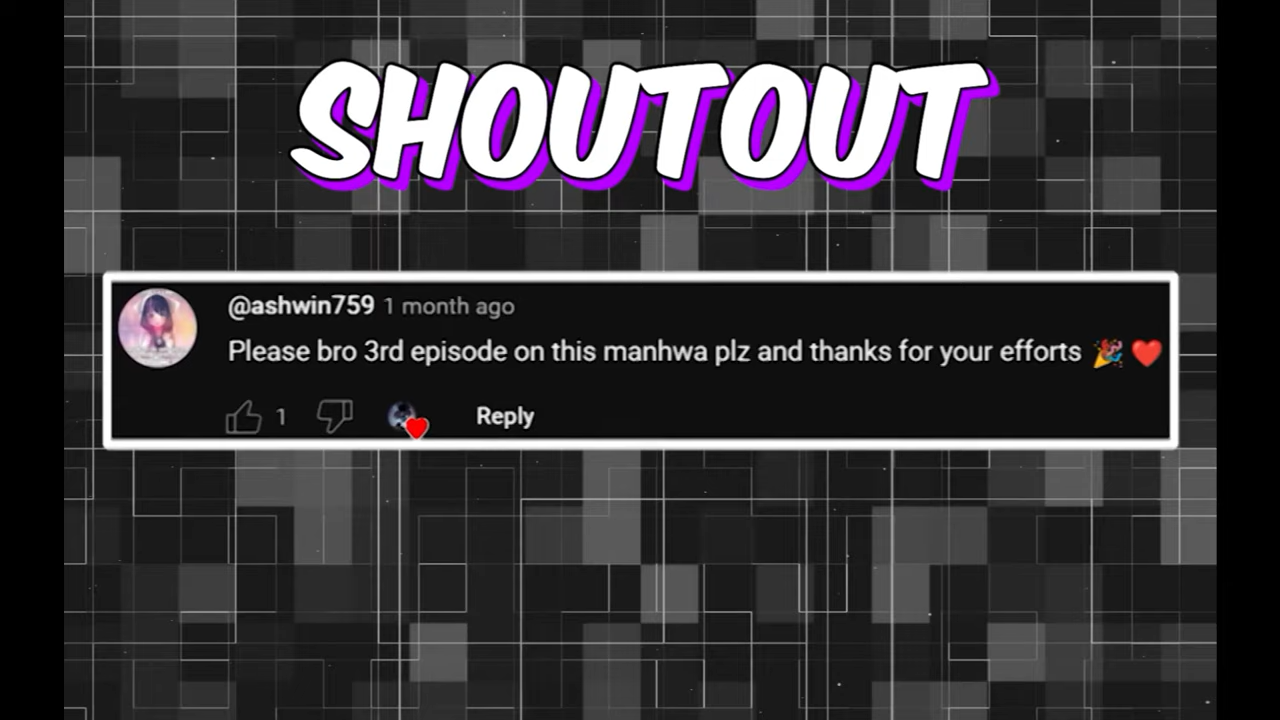 SHOUTOUT
@ashwin759 1 month ago
Please bro 3rd episode on this manhwa plz and thanks for your efforts 🎉 ❤️
1 Reply